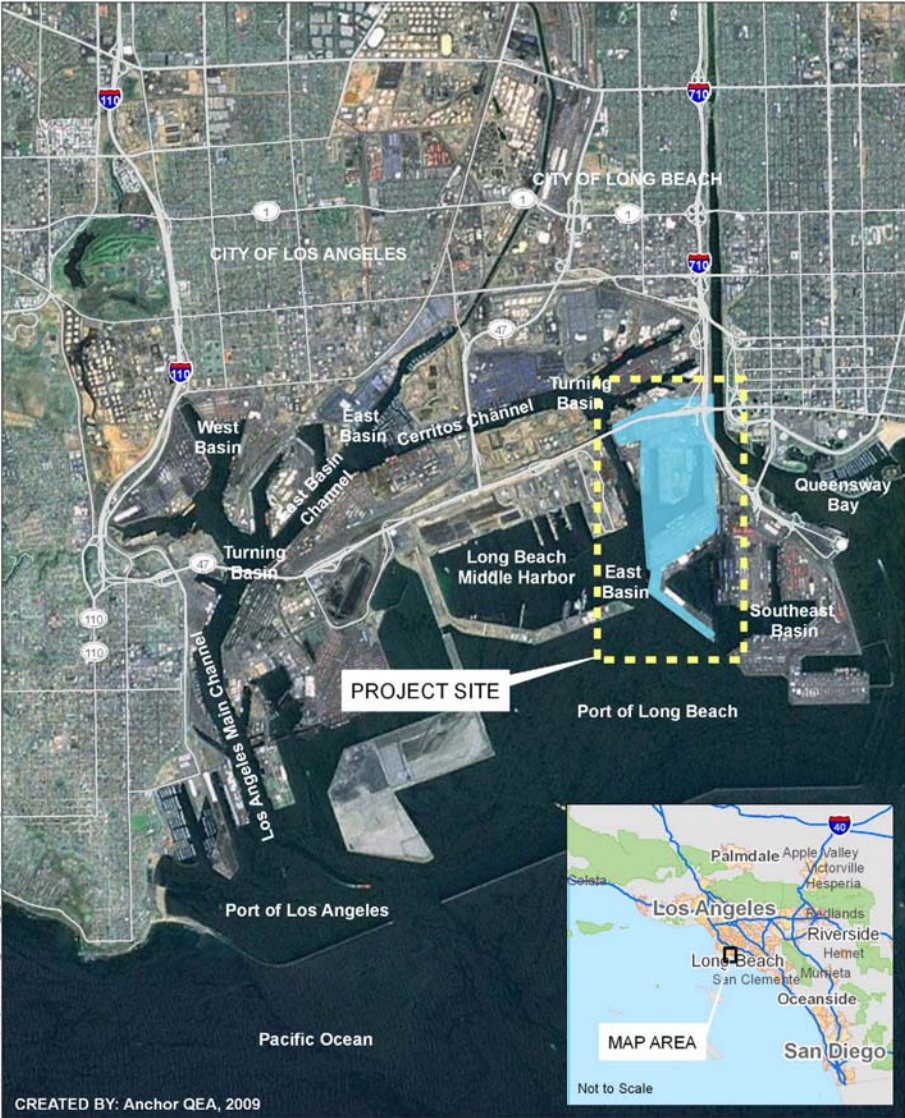 110
710
CITY OF LONG BEACH
1
1
1
CITY OF LOS ANGELES
710
47
110
Turning
Basin
East
Basin
West
Basin
Cerritos Channel
East Basin
Channel
Queensway
Bay
Turning
Basin
47
Long Beach
Middle Harbor
East
Basin
Southeast
Basin
110
110
PROJECT SITE
Los Angeles Main Channel
Port of Long Beach
40
Palmdale
Apple Valley
Victorville
Hesperia
Soleta
Los Angeles
Redlands
Riverside
Hemet
Long Beach
Murrieta
San Clemente
Oceanside
MAP AREA
San Diego
Not to Scale
Port of Los Angeles
Pacific Ocean
CREATED BY: Anchor QEA, 2009